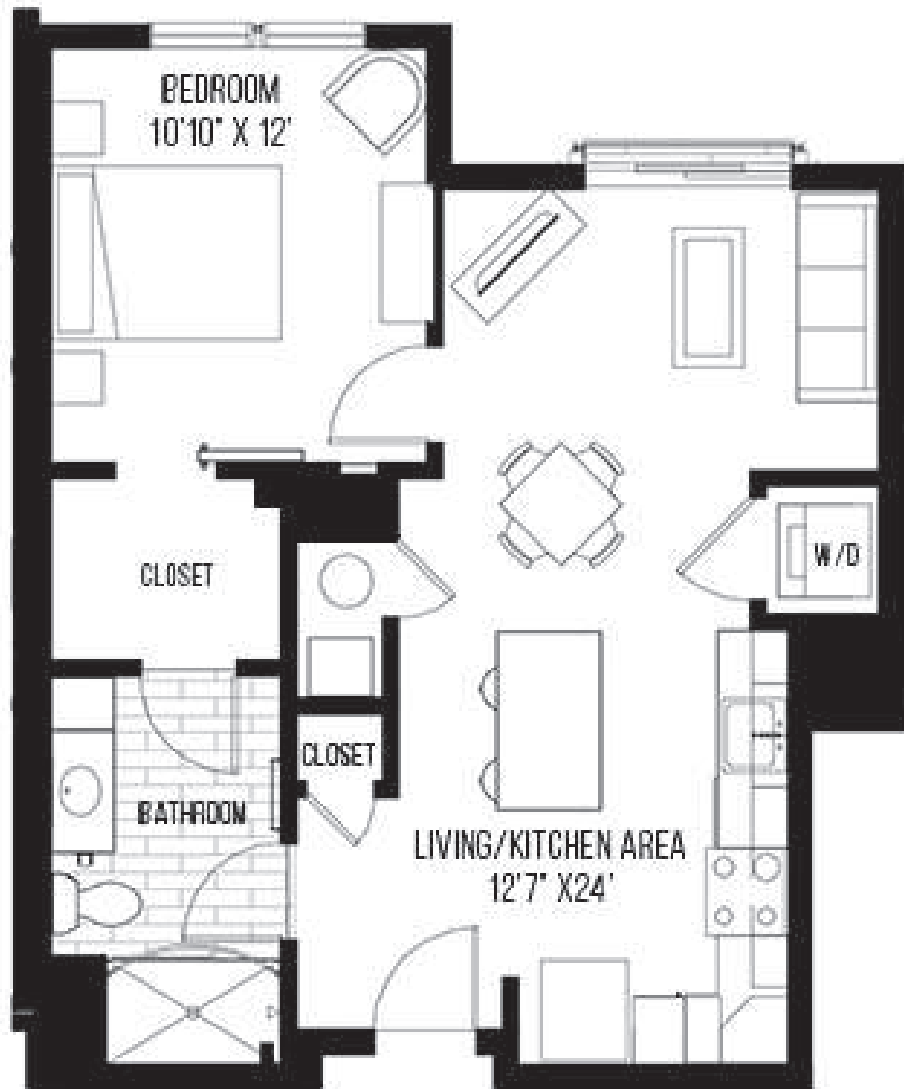 BEDROOM
10'10" X 12'
W/D
CLOSET
CLOSET
BATHROOM
LIVING/KITCHEN AREA
12'7" X24'